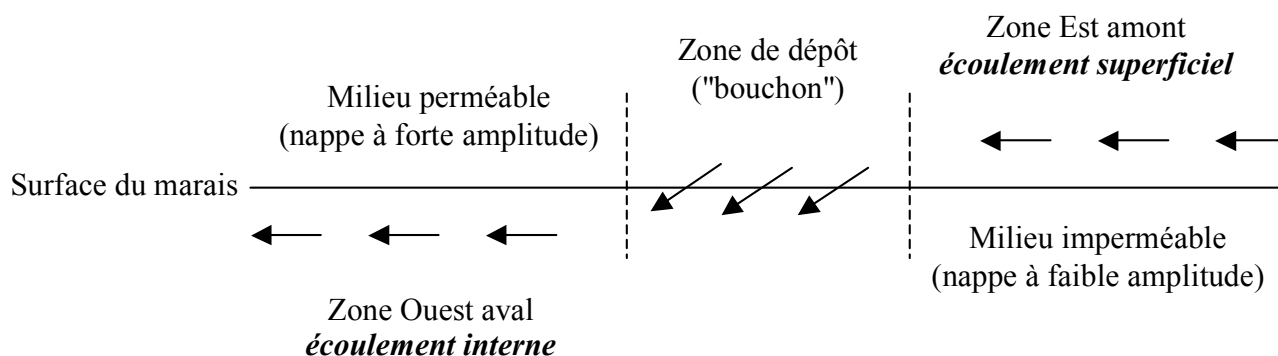 Zone Est amont
écoulement superficiel
Zone de dépôt
("bouchon")
Milieu perméable
(nappe à forte amplitude)
Surface du marais
Milieu imperméable
(nappe à faible amplitude)
Zone Ouest aval
écoulement interne